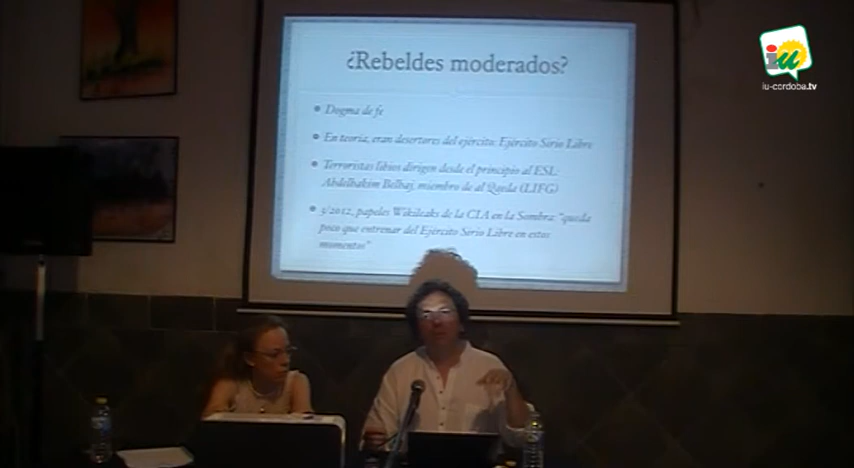 ¿Rebeldes moderados?
Dogma de fe
En teoría, eran desertores del ejército: Ejército Sirio Libre
Terroristas libios dirigen desde el principio al ESL:
Abdelhakim Belhaj, miembro de al Qaeda (LIFG)
3/2012, papeles Wikileaks de la CIA en la Sombra: "queda
poco que entrenar del Ejército Sirio Libre en estos
momentos"
iu
iu-cordoba.tv